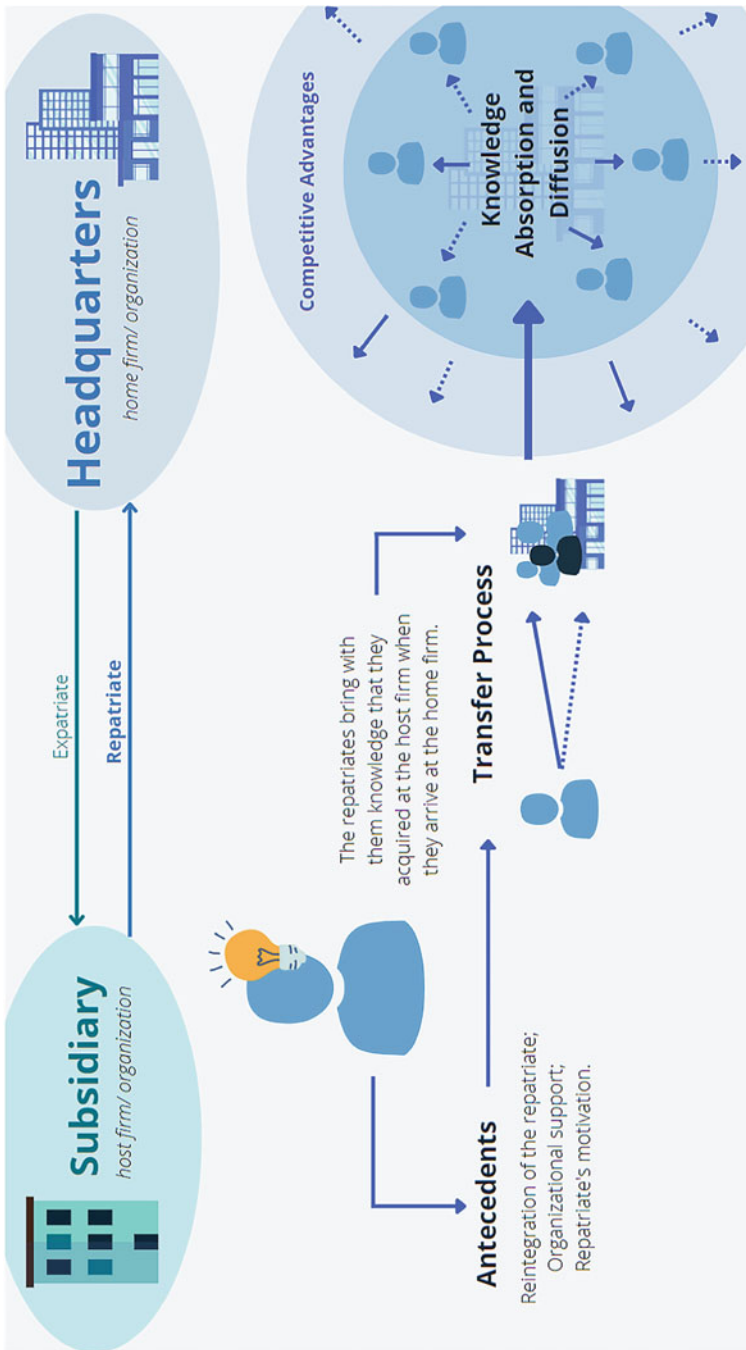 Subsidiary
host firm/ organization
Expatriate
Repatriate
Headquarters
home firm/ organization
The repatriates bring with
them knowledge that they
acquired at the host firm when
they arrive at the home firm.
Antecedents
Reintegration of the repatriate;
Organizational support;
Repatriate's motivation.
Transfer Process
Competitive Advantages
Knowledge
Absorption and
Diffusion